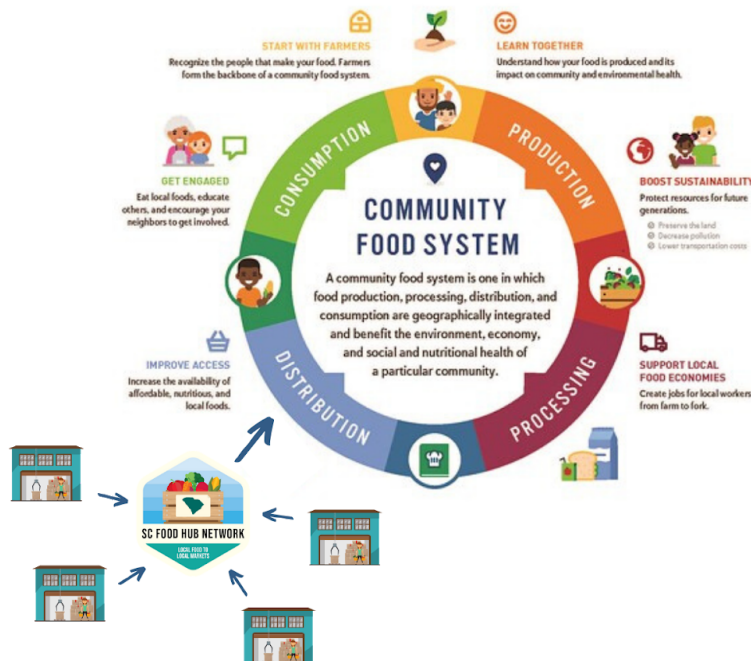 START WITH FARMERS
Recognize the people that make your food. Farmers
form the backbone of a community food system.
LEARN TOGETHER
Understand how your food is produced and its
impact on community and environmental health.
CONSUMPTION
PRODUCTION
GET ENGAGED
Eat local foods, educate
others, and encourage your
neighbors to get involved.
BOOST SUSTAINABILITY
Protect resources for future
generations.
Preserve the land
Decrease pollution
Lower transportation costs
COMMUNITY
FOOD SYSTEM
A community food system is one in which
food production, processing, distribution, and
consumption are geographically integrated
and benefit the environment, economy,
and social and nutritional health of
a particular community.
IMPROVE ACCESS
Increase the availability of
affordable, nutritious, and
local foods.
SUPPORT LOCAL
FOOD ECONOMIES
Create jobs for local workers
from farm to fork.
DISTRIBUTION
PROCESSING
SC FOOD HUB NETWORK
LOCAL FOOD TO
LOCAL MARKETS